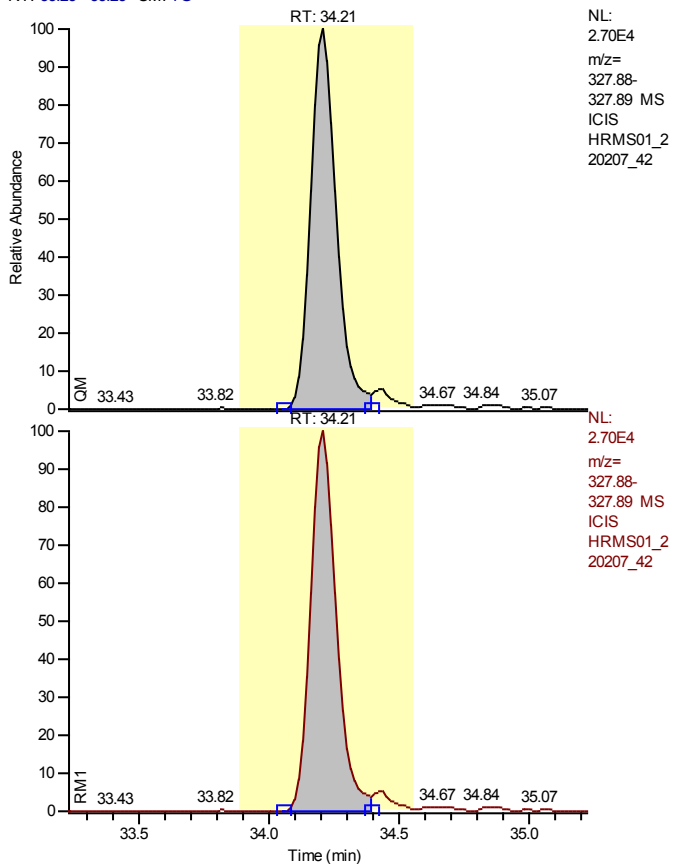 RT: 34.21
NL:
2.70E4
m/z=
327.88-
327.89 MS
ICIS
HRMS01_2
20207_42
100
90
80
70
60
50
40
30
20
10
0
Relative Abundance
QM
33.43 33.82 34.67 34.84 35.07
RT: 34.21
NL:
2.70E4
m/z=
327.88-
327.89 MS
ICIS
HRMS01_2
20207_42
100
90
80
70
60
50
40
30
20
10
0
RM1
33.43 33.82 34.67 34.84 35.07
33.5 34.0 34.5 35.0
Time (min)